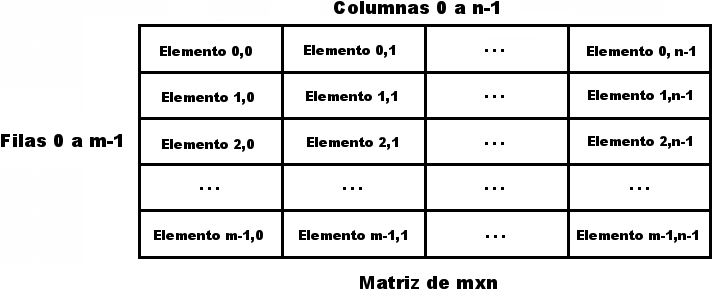 Columnas 0 a n-1
Elemento 0,0 Elemento 0,1 ... Elemento 0, n-1
Elemento 1,0 Elemento 1,1 ... Elemento 1,n-1
Filas 0 a m-1
Elemento 2,0 Elemento 2,1 ... Elemento 2,n-1
... ... ... ...
Elemento m-1,0 Elemento m-1,1 ... Elemento m-1,n-1
Matriz de mxn